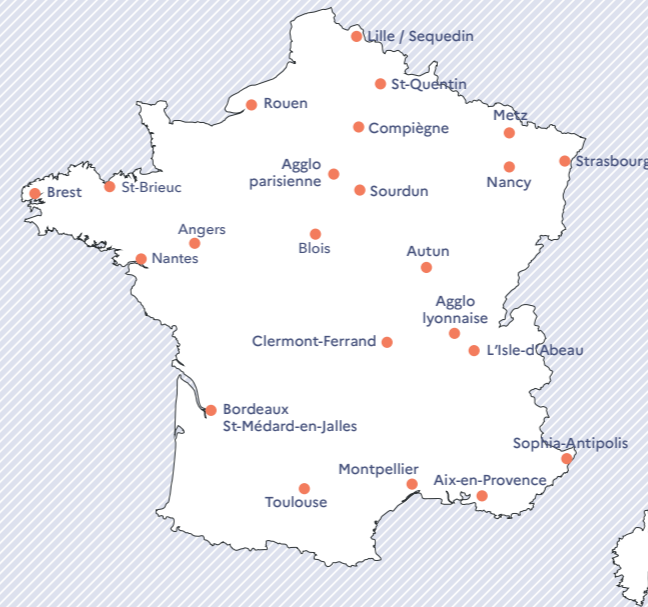 Lille / Sequedin
St-Quentin
Rouen
Metz
Compiègne
Strasbourg
Agglo
parisienne
Nancy
Sourdun
Brest
St-Brieuc
Angers
Blois
Nantes
Autun
Agglo
lyonnaise
Clermont-Ferrand
L'Isle-d'Abeau
Bordeaux
St-Médard-en-Jalles
Sophia-Antipolis
Montpellier
Aix-en-Provence
Toulouse